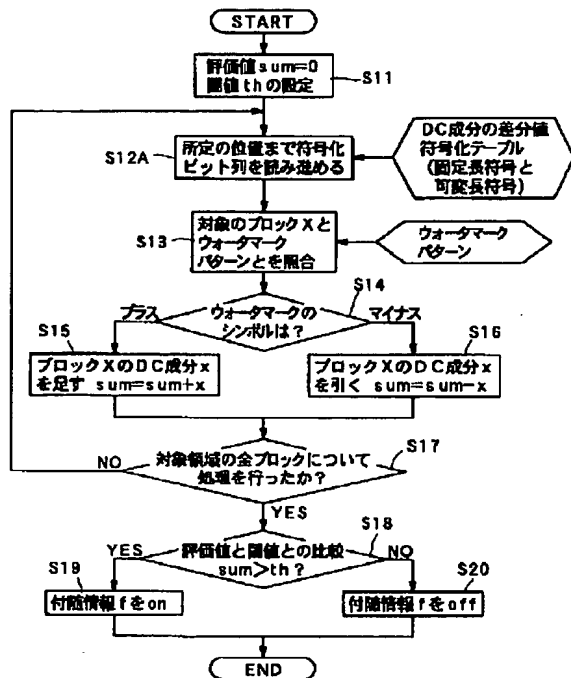 START
評価値sum=0
閾値thの設定
S11
所定の位置まで符号化
ビット列を読み進める
S12A
DC成分の差分値
符号化テーブル
(固定長符号と
可変長符号)
対象のブロックXと
ウォータマーク
パターンとを照合
S13
ウォータマーク
パターン
S14
ウォータマークの
シンボルは?
プラス
マイナス
S15
ブロックXのDC成分x
を足す sum=sum+x
S16
ブロックXのDC成分x
を引く sum=sum-x
S17
対象領域の全ブロックについて
処理を行ったか?
NO
YES
S18
評価値と閾値との比較
sum>th?
YES
NO
S19
付随情報fをon
S20
付随情報fをoff
END